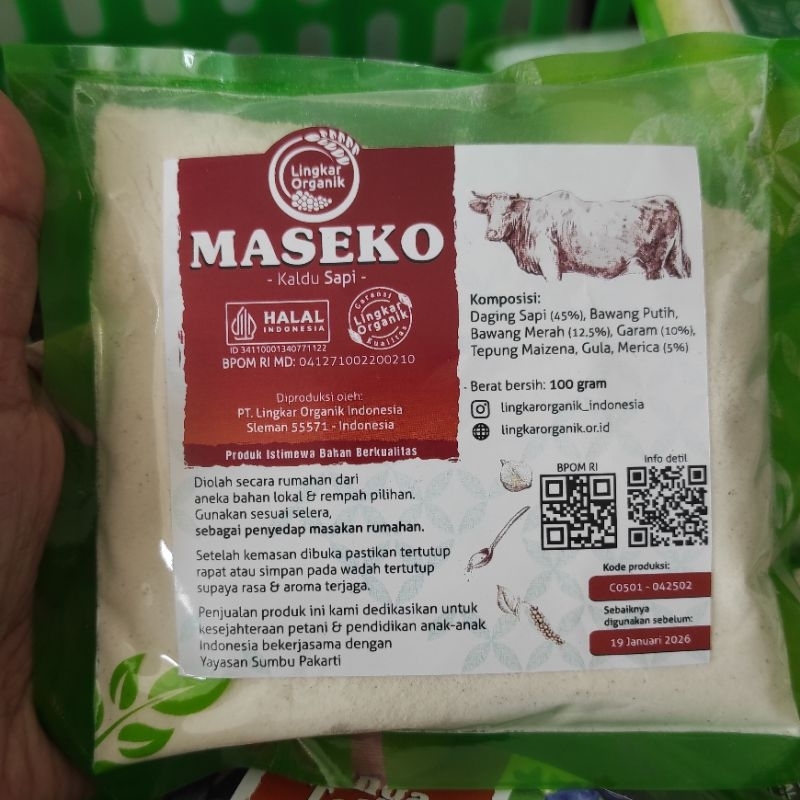 Lingkar
Organik
MASEKO
- Kaldu Sapi -
HALAL
INDONESIA
ID 34110001340771122
Garansi
Lingkar
Organik
Kualitas
BPOM RI MD: 041271002200210
Diproduksi oleh:
PT. Lingkar Organik Indonesia
Sleman 55571 - Indonesia
Produk Istimewa Bahan Berkualitas
Komposisi:
Daging Sapi (45%), Bawang Putih,
Bawang Merah (12.5%), Garam (10%),
Tepung Maizena, Gula, Merica (5%)
Berat bersih: 100 gram
lingkarorganik_indonesia
lingkarorganik.or.id
Diolah secara rumahan dari
aneka bahan lokal & rempah pilihan.
Gunakan sesuai selera,
sebagai penyedap masakan rumahan.
Setelah kemasan dibuka pastikan tertutup
rapat atau simpan pada wadah tertutup
supaya rasa & aroma terjaga.
Penjualan produk ini kami dedikasikan untuk
kesejahteraan petani & pendidikan anak-anak
Indonesia bekerjasama dengan
Yayasan Sumbu Pakarti
BPOM RI
Info detil
Kode produksi:
C0501 - 042502
Sebaiknya
digunakan sebelum:
19 Januari 2026